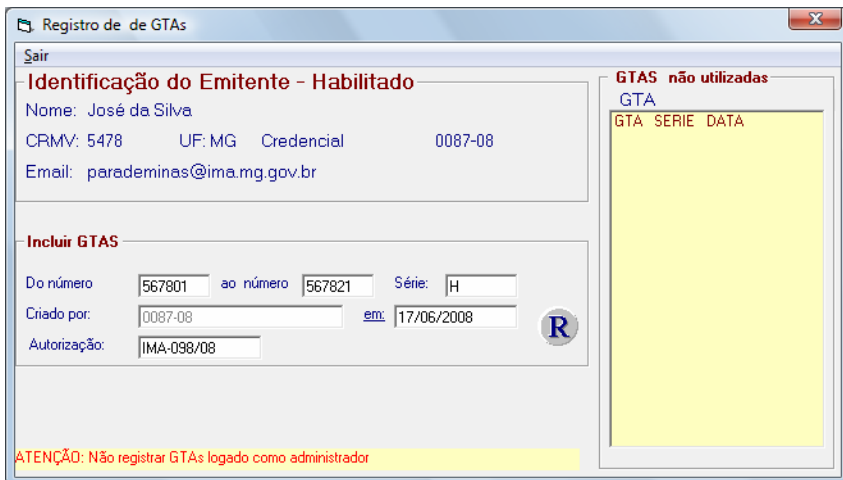 Registro de de GTAs
x
Sair
Identificação do Emitente - Habilitado
Nome: José da Silva
CRMV: 5478 UF: MG Credencial 0087-08
Email: parademinas@ima.mg.gov.br
Incluir GTAS
Do número 567801 ao número 567821 Série: H
Criado por: 0087-08 em: 17/06/2008
R
Autorização: IMA-098/08
ATENÇÃO: Não registrar GTAs logado como administrador
GTAS não utilizadas
GTA
GTA SERIE DATA